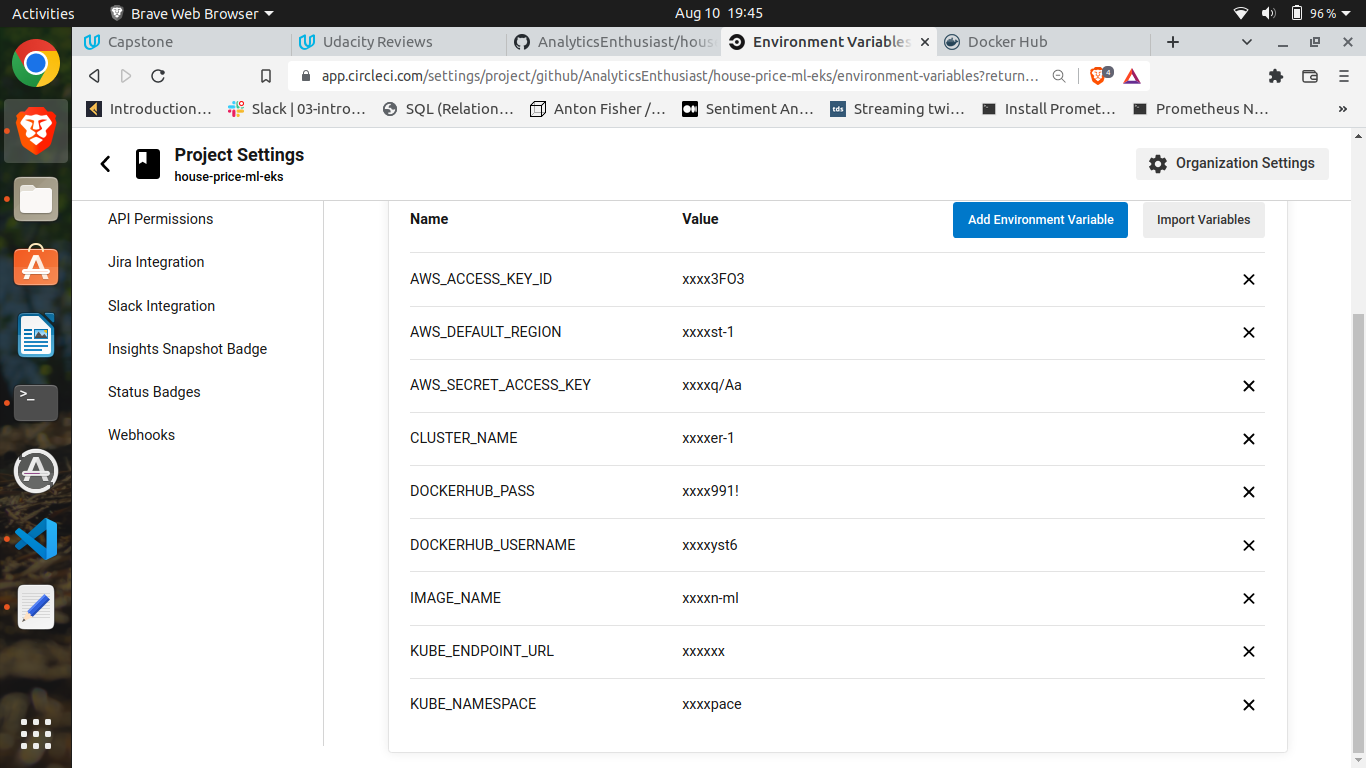 Activities Brave Web Browser Aug 10 19:45 96 %
Capstone Udacity Reviews AnalyticsEnthusiast/hous Environment Variables Docker Hub
app.circleci.com/settings/project/github/AnalyticsEnthusiast/house-price-ml-eks/environment-variables?return... 4
Introduction... Slack | 03-intro... SQL (Relation... Anton Fisher /... Sentiment An... tds Streaming twi... Install Promet... Prometheus N... »
Project Settings
house-price-ml-eks
Organization Settings
API Permissions
Jira Integration
Slack Integration
Insights Snapshot Badge
Status Badges
Webhooks
Name Value Add Environment Variable Import Variables
AWS_ACCESS_KEY_ID xxxx3FO3
AWS_DEFAULT_REGION xxxxst-1
AWS_SECRET_ACCESS_KEY xxxxq/Aa
CLUSTER_NAME xxxxer-1
DOCKERHUB_PASS xxxx991!
DOCKERHUB_USERNAME xxxxyst6
IMAGE_NAME xxxxn-ml
KUBE_ENDPOINT_URL xxxxxx
KUBE_NAMESPACE xxxxpace